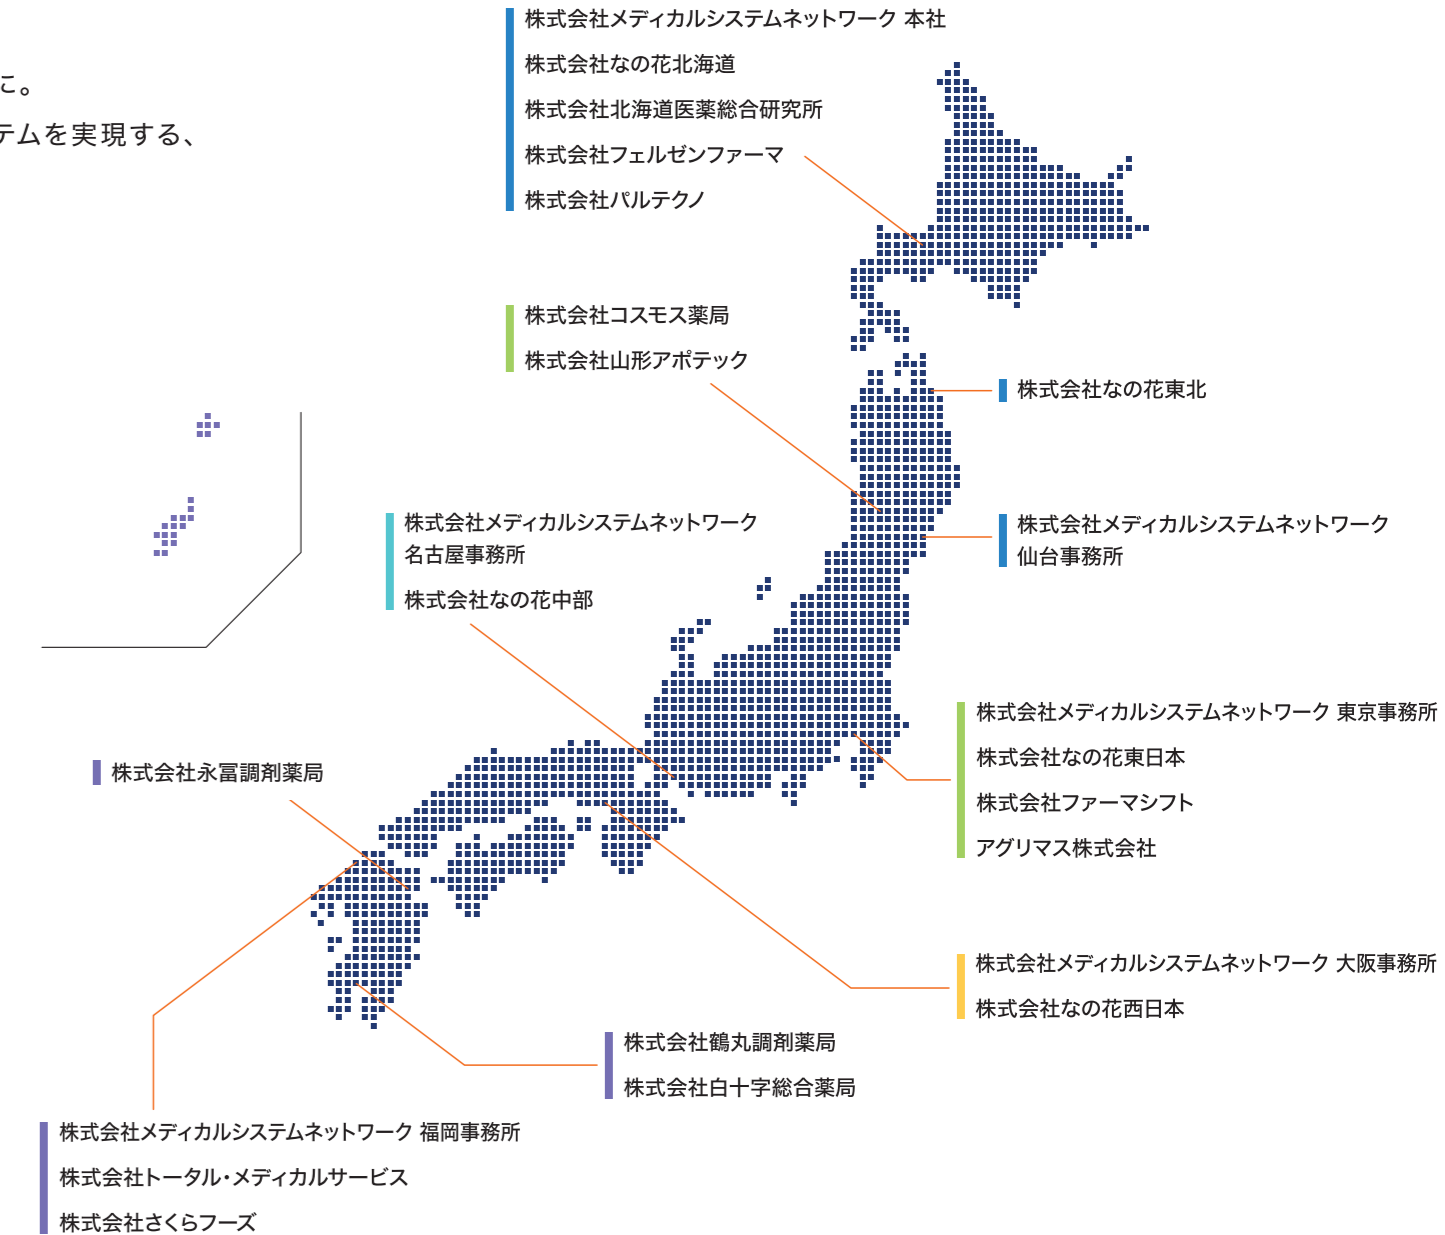 に。
テムを実現する、
株式会社メディカルシステムネットワーク 本社
株式会社なの花北海道
株式会社北海道医薬総合研究所
株式会社フェルゼンファーマ
株式会社パルテクノ
株式会社コスモス薬局
株式会社山形アポテック
株式会社なの花東北
株式会社メディカルシステムネットワーク
名古屋事務所
株式会社なの花中部
株式会社メディカルシステムネットワーク
仙台事務所
株式会社メディカルシステムネットワーク 東京事務所
株式会社なの花東日本
株式会社ファーマシフト
アグリマス株式会社
株式会社永冨調剤薬局
株式会社メディカルシステムネットワーク 大阪事務所
株式会社なの花西日本
株式会社鶴丸調剤薬局
株式会社白十字総合薬局
株式会社メディカルシステムネットワーク 福岡事務所
株式会社トータル・メディカルサービス
株式会社さくらフーズ